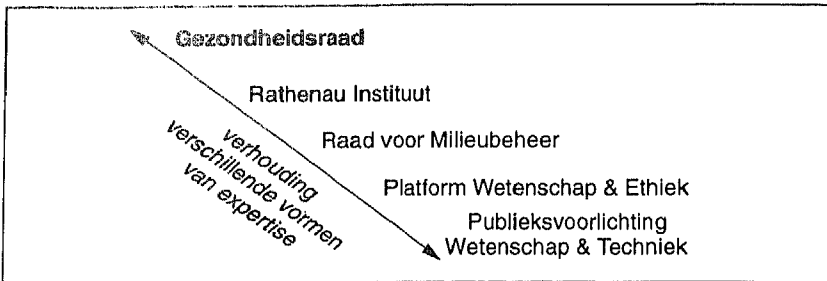 Gezondheidsraad
Rathenau Instituut
Raad voor Milieubeheer
Platform Wetenschap & Ethiek
Publieksvoorlichting
Wetenschap & Techniek
verhouding
verschillende vormen
van expertise